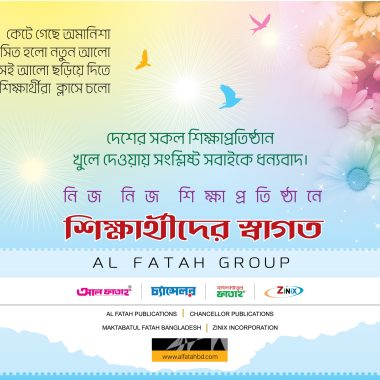 কেটে গেছে অমানিশা
সিত হলো নতুন আলো
সেই আলো ছড়িয়ে দিতে
শিক্ষার্থীরা ক্লাসে চলো
দেশের সকল শিক্ষাপ্রতিষ্ঠান
খুলে দেওয়ায় সংশ্লিষ্ট সবাইকে ধন্যবাদ।
নিজ নিজ শিক্ষাপ্রতিষ্ঠানে
শিক্ষার্থীদের স্বাগত
AL FATAH GROUP
আল ফাতাহ চ্যান্সেলর মাকতাবাতুল ফাতাহ ZiNiX
AL FATAH PUBLICATIONS | CHANCELLOR PUBLICATIONS
MAKTABATUL FATAH BANGLADESH | ZINIX INCORPORATION
www.alfatahbd.com